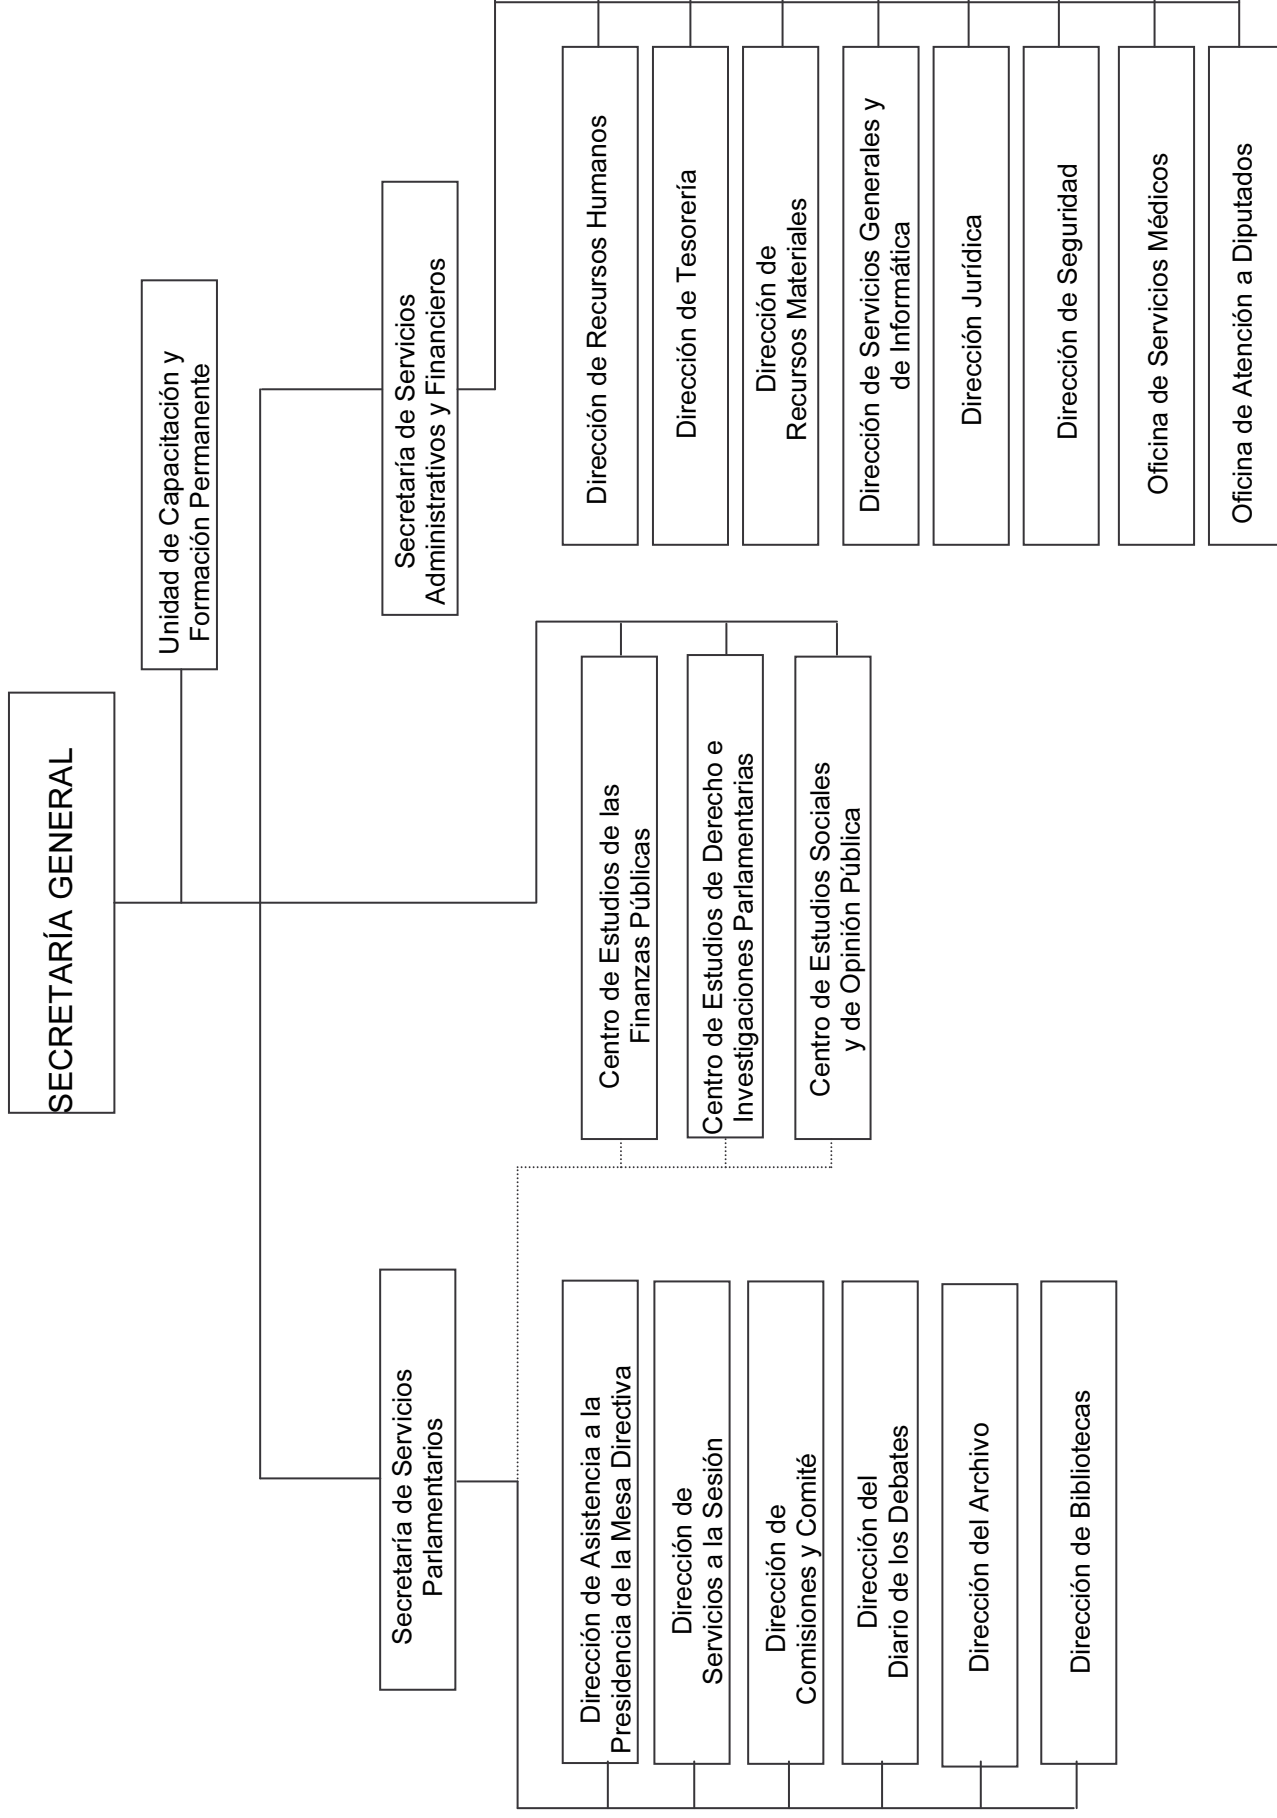 SECRETARÍA GENERAL
Unidad de Capacitación y
Formación Permanente
Secretaría de Servicios
Parlamentarios
Secretaría de Servicios
Administrativos y Financieros
Dirección de Asistencia a la
Presidencia de la Mesa Directiva
Dirección de
Servicios a la Sesión
Dirección de
Comisiones y Comité
Dirección del
Diario de los Debates
Dirección del Archivo
Dirección de Bibliotecas
Centro de Estudios de las
Finanzas Públicas
Centro de Estudios de Derecho e
Investigaciones Parlamentarias
Centro de Estudios Sociales
y de Opinión Pública
Dirección de Recursos Humanos
Dirección de Tesorería
Dirección de
Recursos Materiales
Dirección de Servicios Generales y
de Informática
Dirección Jurídica
Dirección de Seguridad
Oficina de Servicios Médicos
Oficina de Atención a Diputados